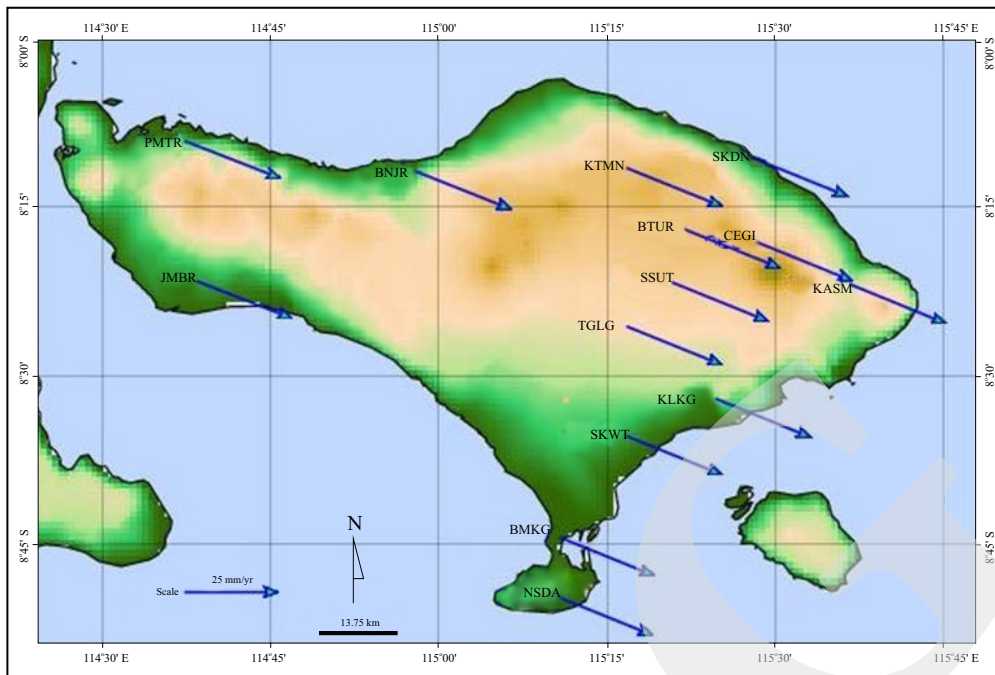 114°30' E 114°45' 115°00' 115°15' 115°30' 115°45'
8°00' S 8°00' S
PMTR BNJR KTMN SKDN
8°15' 8°15'
BTUR CEGI
JMBR SSUT KASM
TGLG
8°30' 8°30'
KLKG
SKWT
N BMKG
8°45' S 8°45' S
25 mm/yr
Scale NSDA
13.75 km
114°30' E 114°45' 115°00' 115°15' 115°30' 115°45' E